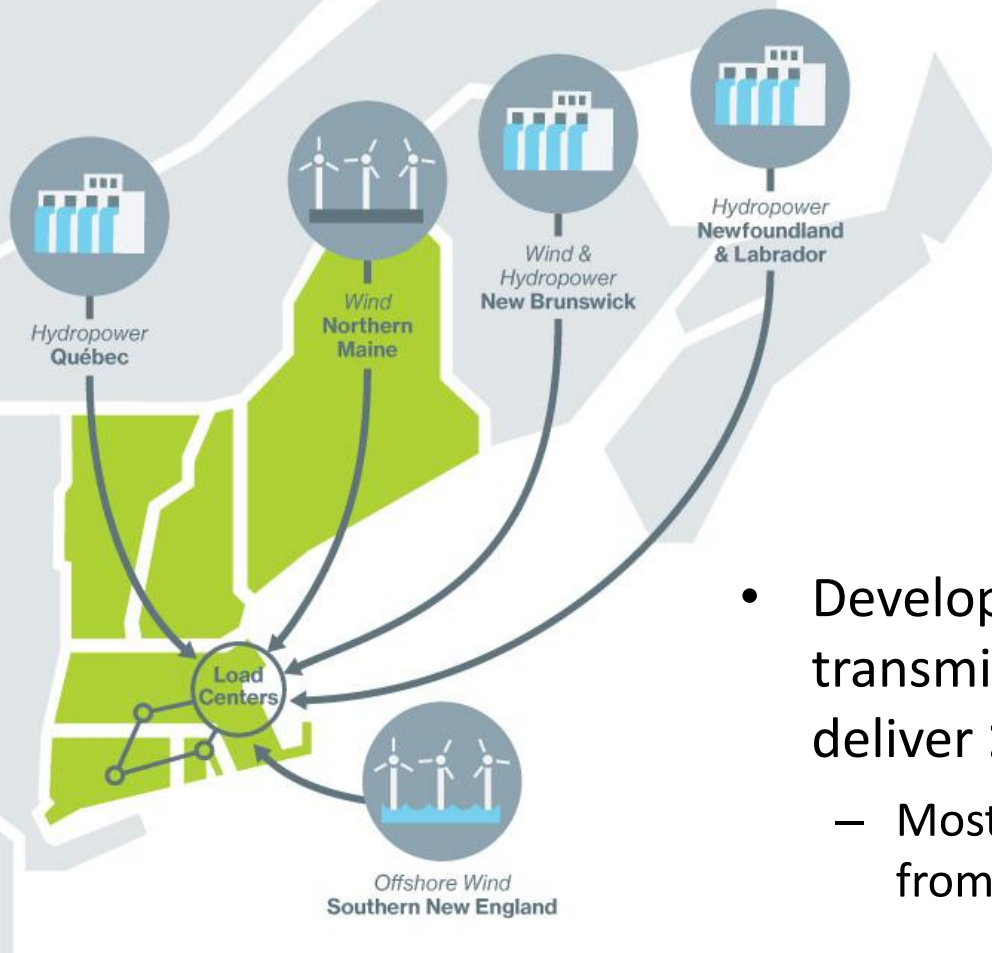 Hydropower
Québec
Wind
Northern
Maine
Wind &
Hydropower
New Brunswick
Hydropower
Newfoundland
& Labrador
Load
Centers
Offshore Wind
Southern New England
• Develop
transmi
deliver
– Most
from